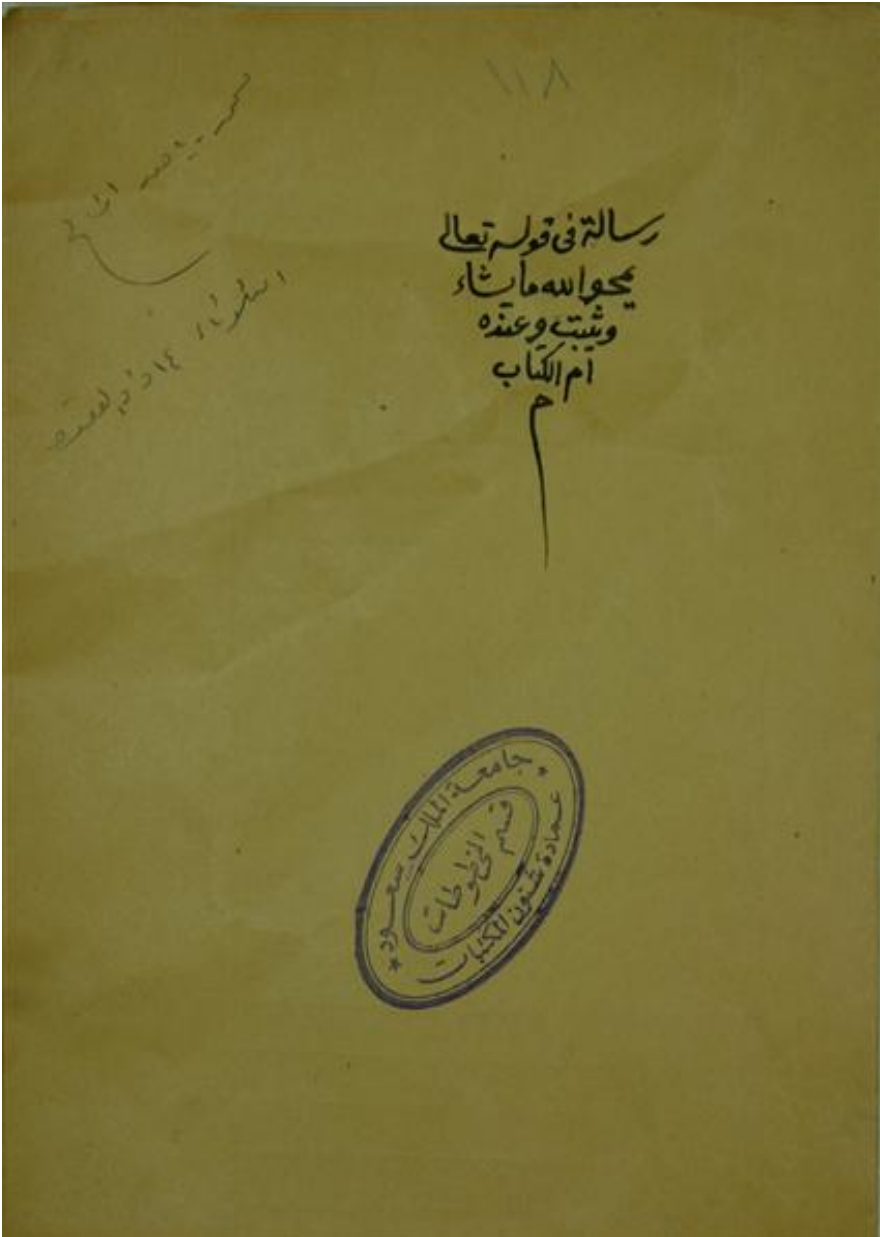 ١١٨
رسالة فى قوله تعالى
يمحو الله ما يشاء
ويثبت وعنده
أم الكتاب
م
جامعة الملك سعود
قسم المخطوطات
عمادة شئون المكتبات